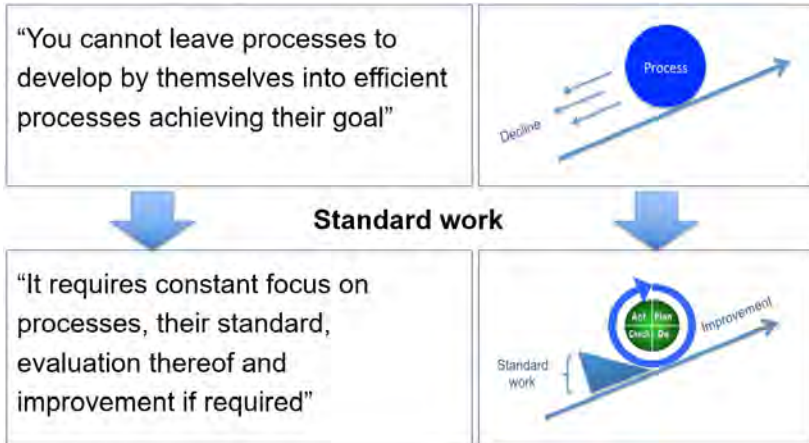 “You cannot leave processes to
develop by themselves into efficient
processes achieving their goal”
Process
Decline
Standard work
“It requires constant focus on
processes, their standard,
evaluation thereof and
improvement if required”
Act Plan
Check Do
Improvement
Standard
work